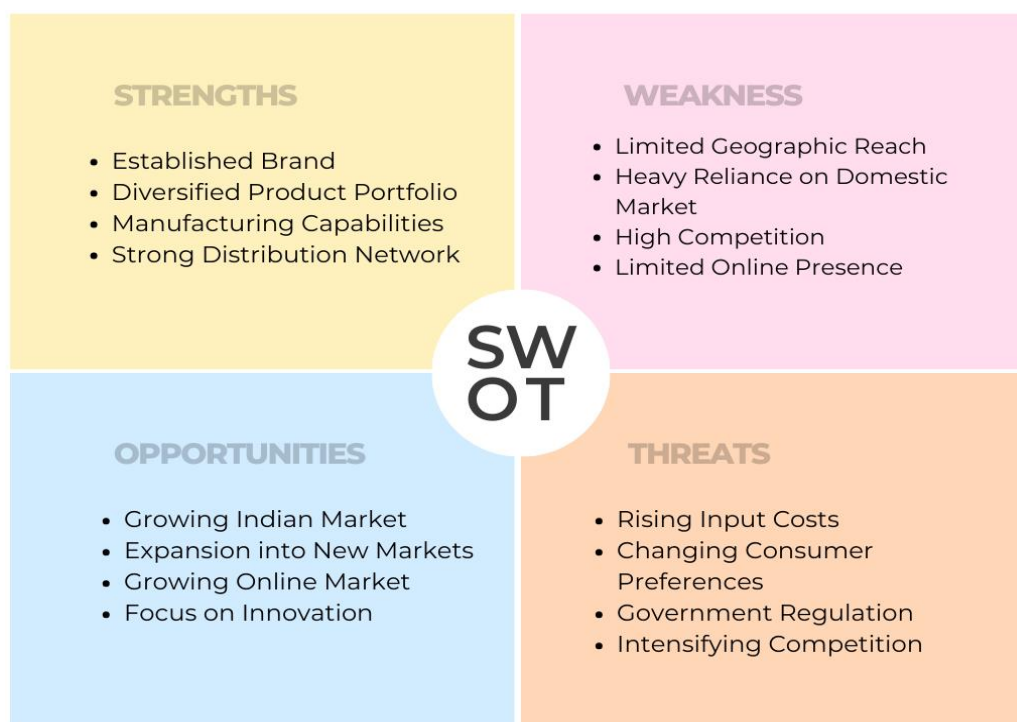 STRENGTHS
• Established Brand
• Diversified Product Portfolio
• Manufacturing Capabilities
• Strong Distribution Network
WEAKNESS
• Limited Geographic Reach
• Heavy Reliance on Domestic
Market
• High Competition
• Limited Online Presence
SW
OT
OPPORTUNITIES
• Growing Indian Market
• Expansion into New Markets
• Growing Online Market
• Focus on Innovation
THREATS
• Rising Input Costs
• Changing Consumer
Preferences
• Government Regulation
• Intensifying Competition